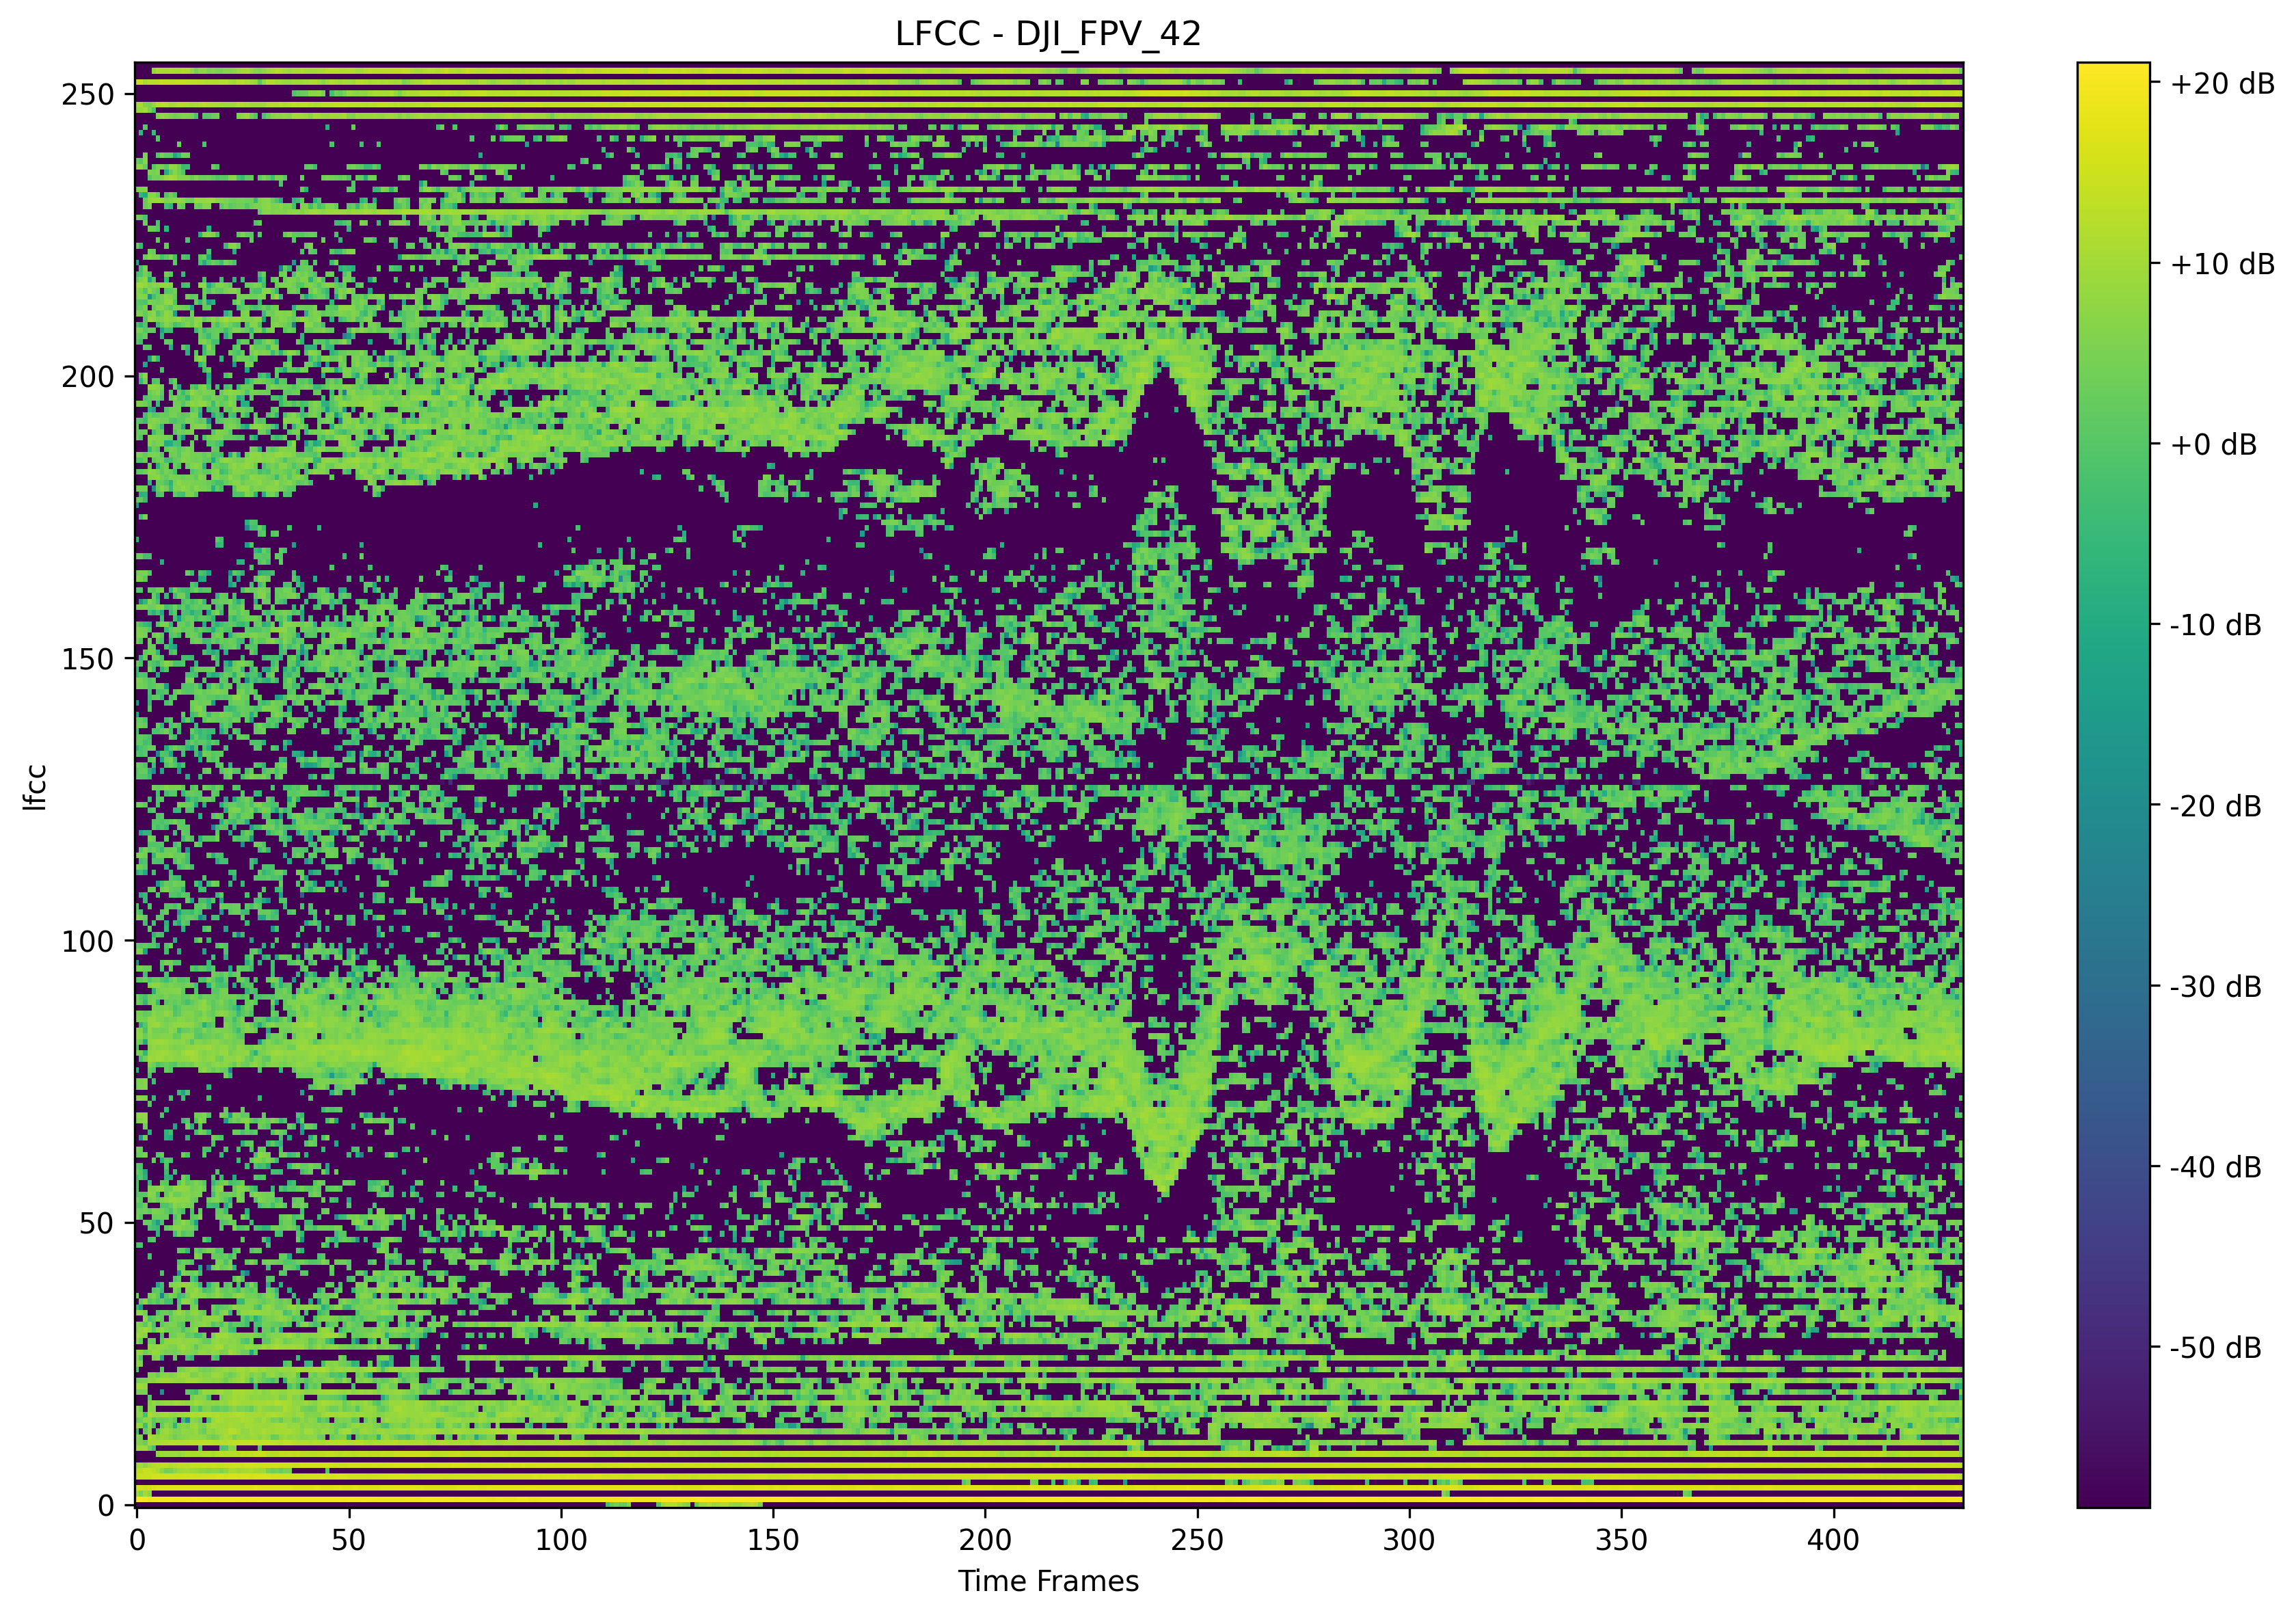 LFCC - DJI_FPV_42
250
200
150
100
50
0
lfcc
0 50 100 150 200 250 300 350 400
Time Frames
+20 dB
+10 dB
+0 dB
-10 dB
-20 dB
-30 dB
-40 dB
-50 dB